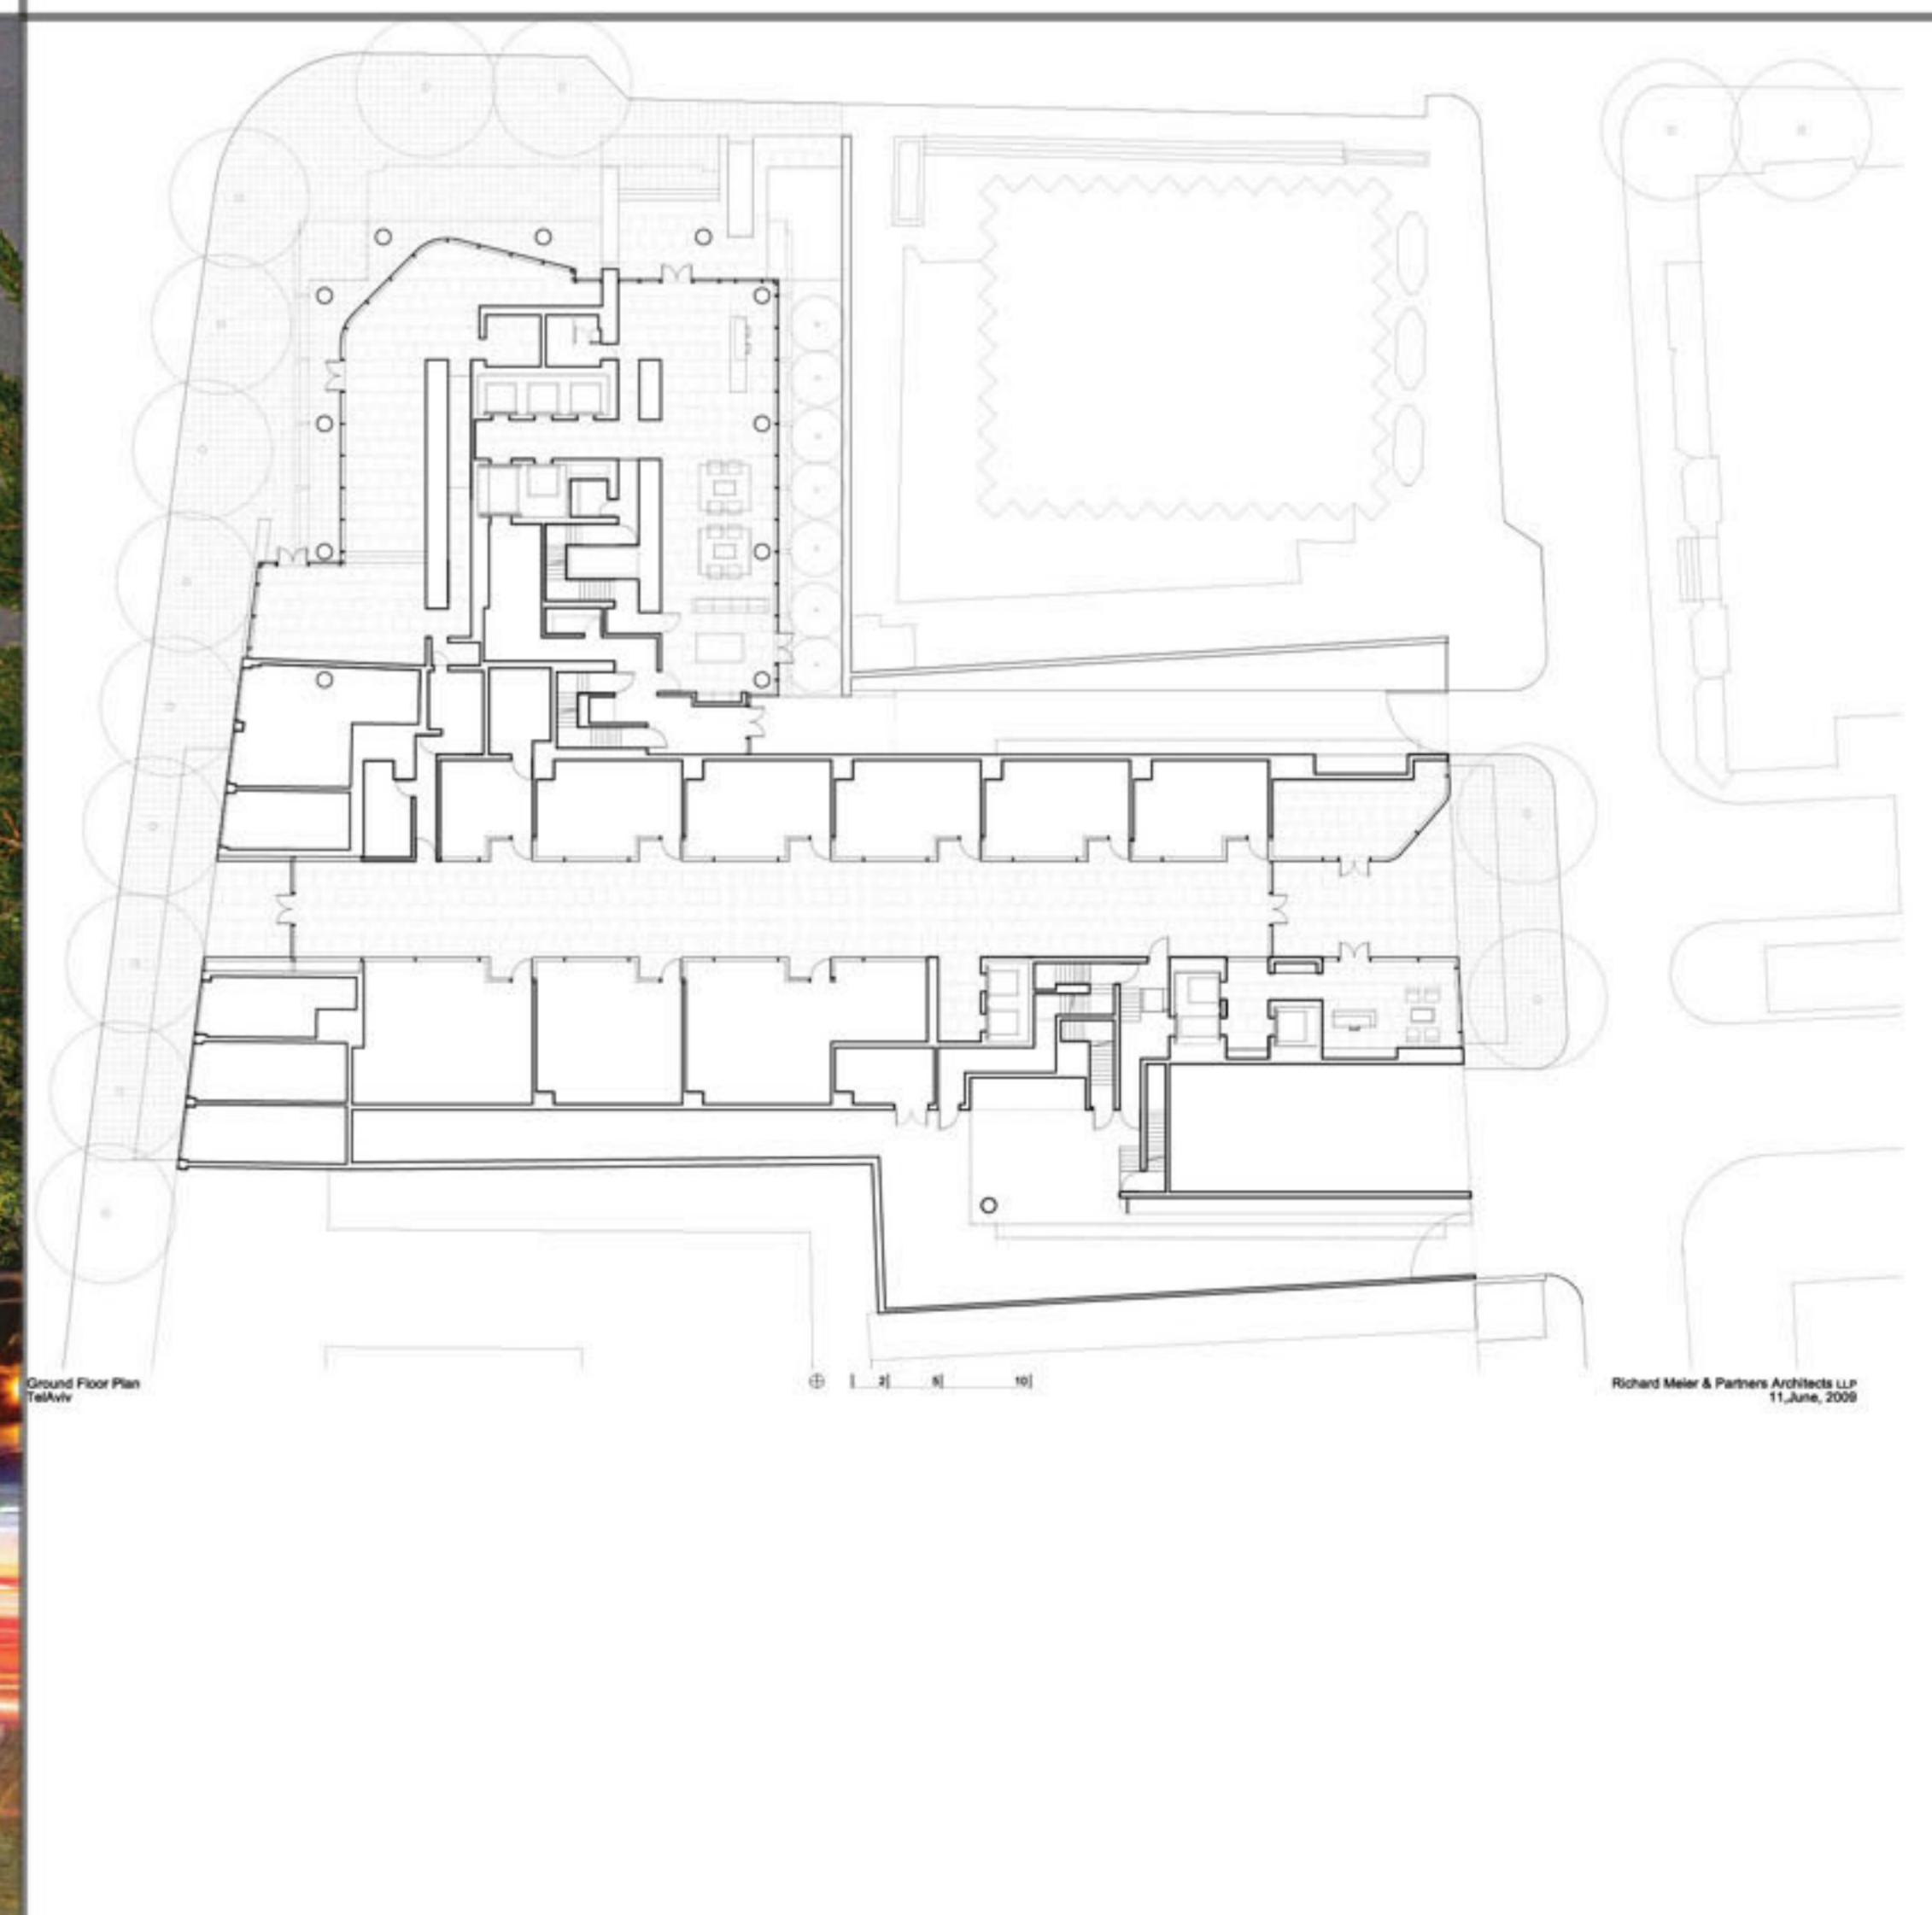 Ground Floor Plan
TelAviv
2 5 10
Richard Meier & Partners Architects LLP
11,June, 2009